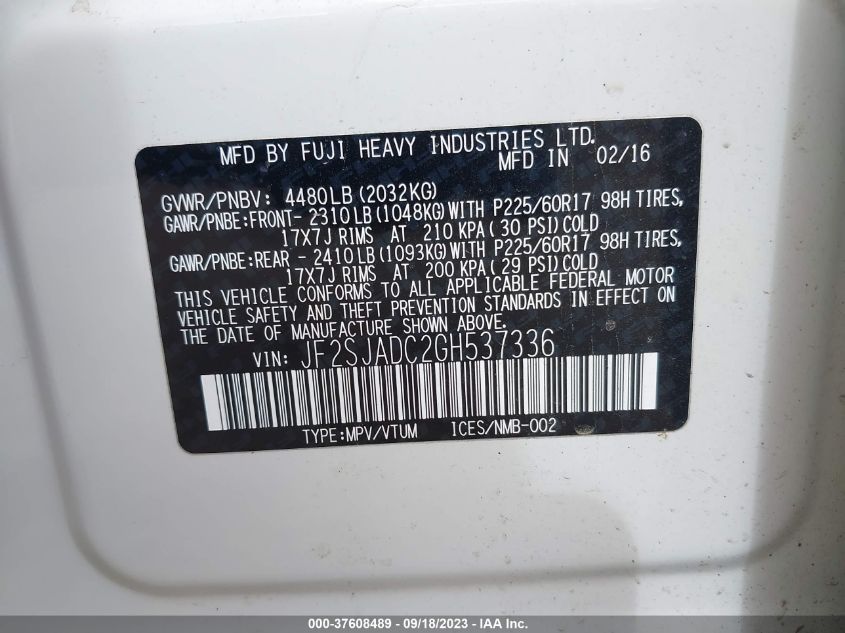 MFD BY FUJI HEAVY INDUSTRIES LTD.
MFD IN 02/16
GVWR/PNBV: 4480LB (2032KG)
GAWR/PNBE:FRONT- 2310LB(1048KG)WITH P225/60R17 98H TIRES,
17X7J RIMS AT 210 KPA( 30 PSI)COLD
GAWR/PNBE:REAR - 2410LB(1093KG)WITH P225/60R17 98H TIRES,
17X7J RIMS AT 200 KPA( 29 PSI)COLD
THIS VEHICLE CONFORMS TO ALL APPLICABLE FEDERAL MOTOR
VEHICLE SAFETY AND THEFT PREVENTION STANDARDS IN EFFECT ON
THE DATE OF MANUFACTURE SHOWN ABOVE.
VIN: JF2SJADC2GH537336
TYPE:MPV/VTUM ICES/NMB-002
000-37608489 - 09/18/2023 - IAA Inc.